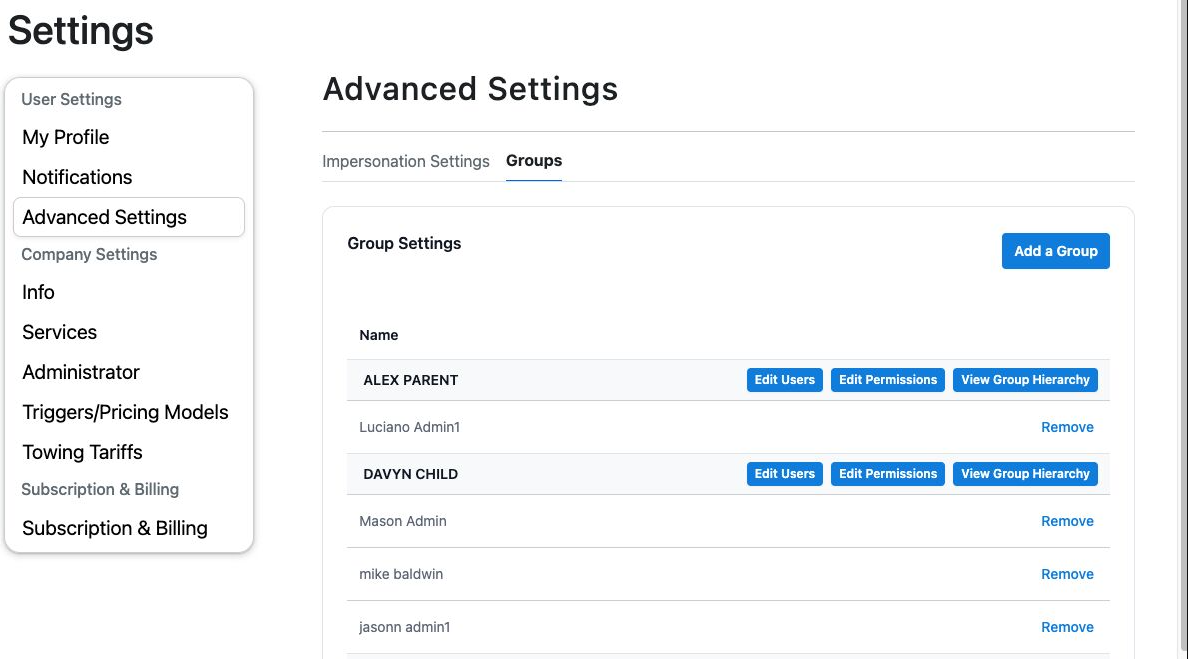 Settings
User Settings
My Profile
Notifications
Advanced Settings
Company Settings
Info
Services
Administrator
Triggers/Pricing Models
Towing Tariffs
Subscription & Billing
Subscription & Billing
Advanced Settings
Impersonation Settings Groups
Group Settings Add a Group
Name
ALEX PARENT Edit Users Edit Permissions View Group Hierarchy
Luciano Admin1 Remove
DAVYN CHILD Edit Users Edit Permissions View Group Hierarchy
Mason Admin Remove
mike baldwin Remove
jasonn admin1 Remove